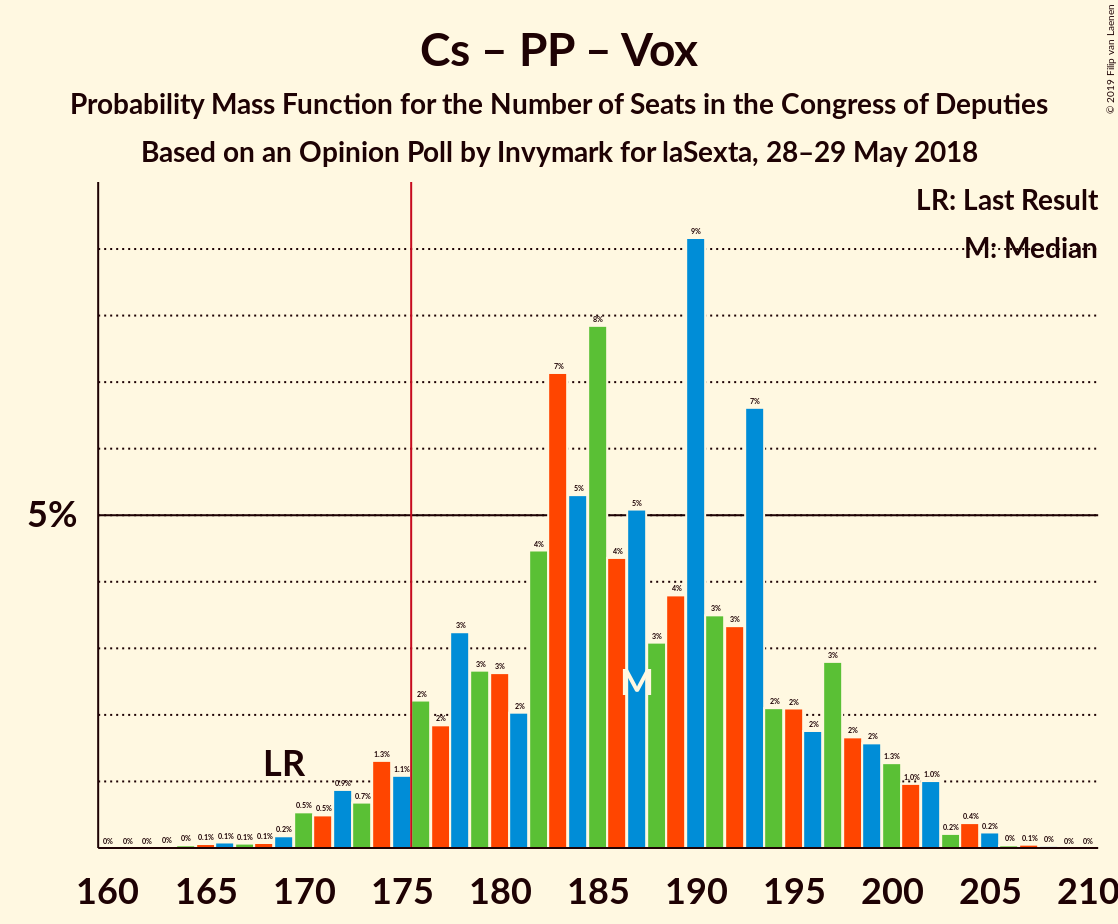 Cs – PP – Vox
Probability Mass Function for the Number of Seats in the Congress of Deputies
Based on an Opinion Poll by Invymark for laSexta, 28–29 May 2018
© 2019 Filip van Laenen
LR: Last Result
M: Median
5%
LR
M
0% 0% 0% 0% 0% 0.1% 0.1% 0.1% 0.1% 0.2% 0.5% 0.5% 0.9% 0.7% 1.3% 1.1% 2% 2% 3% 3% 3% 2% 4% 7% 5% 8% 4% 5% 3% 4% 9% 3% 3% 7% 2% 2% 2% 3% 2% 2% 1.3% 1.0% 1.0% 0.2% 0.4% 0.2% 0% 0.1% 0% 0% 0%
160 165 170 175 180 185 190 195 200 205 210